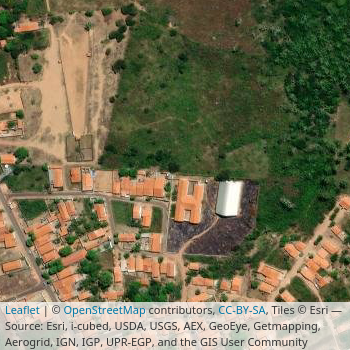 Leaflet | © OpenStreetMap contributors, CC-BY-SA, Tiles © Esri —
Source: Esri, i-cubed, USDA, USGS, AEX, GeoEye, Getmapping,
Aerogrid, IGN, IGP, UPR-EGP, and the GIS User Community